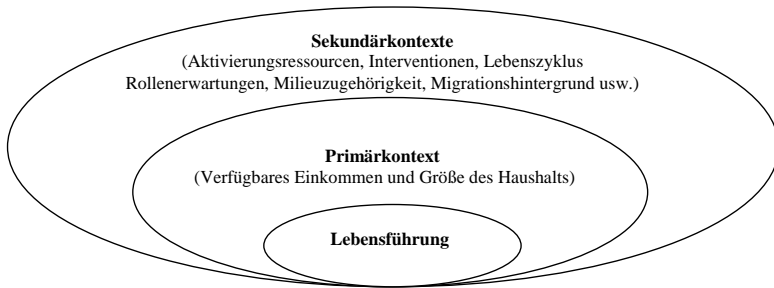 Sekundärkontexte
(Aktivierungsressourcen, Interventionen, Lebenszyklus
Rollenerwartungen, Milieuzugehörigkeit, Migrationshintergrund usw.)
Primärkontext
(Verfügbares Einkommen und Größe des Haushalts)
Lebensführung